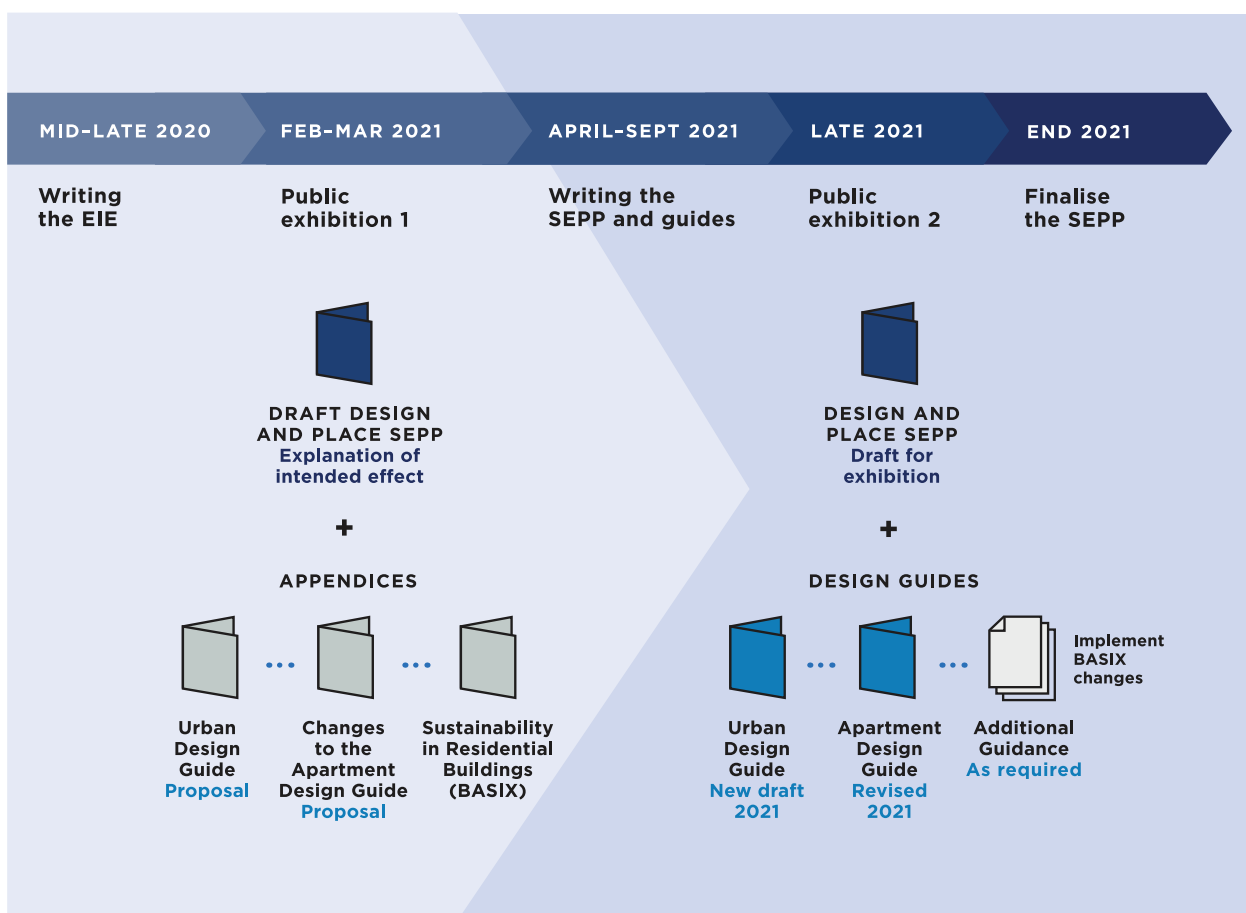 MID–LATE 2020
FEB–MAR 2021
APRIL–SEPT 2021
LATE 2021
END 2021
Writing
the EIE
Public
exhibition 1
Writing the
SEPP and guides
Public
exhibition 2
Finalise
the SEPP
DRAFT DESIGN
AND PLACE SEPP
Explanation of
intended effect
+
APPENDICES
Urban
Design
Guide
Proposal
...
Changes
to the
Apartment
Design Guide
Proposal
...
Sustainability
in Residential
Buildings
(BASIX)
DESIGN AND
PLACE SEPP
Draft for
exhibition
+
DESIGN GUIDES
Urban
Design
Guide
New draft
2021
...
Apartment
Design
Guide
Revised
2021
...
Implement
BASIX
changes
Additional
Guidance
As required